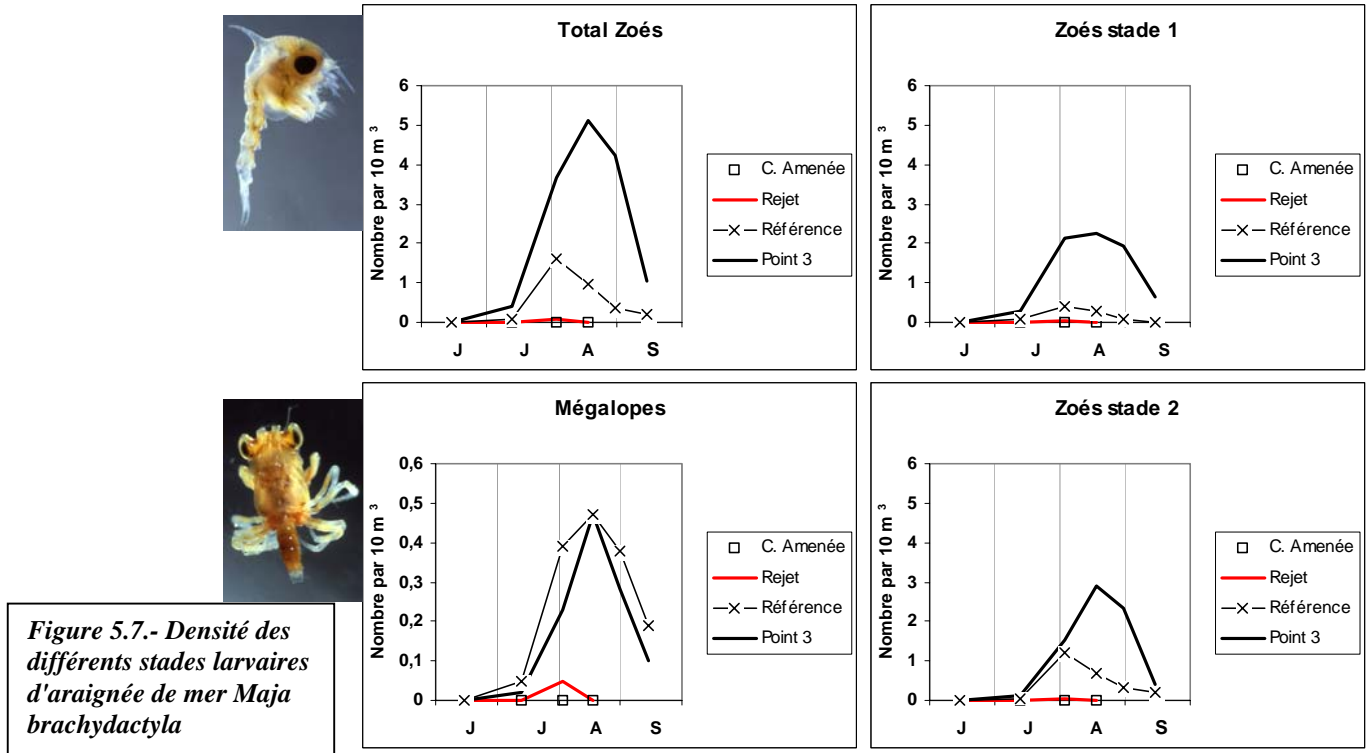 Total Zoés
Nombre par 10 m ³
6
5
4
3
2
1
0
J J A S
C. Amenée
Rejet
Référence
Point 3
Zoés stade 1
Nombre par 10 m ³
6
5
4
3
2
1
0
J J A S
C. Amenée
Rejet
Référence
Point 3
Mégalopes
Nombre par 10 m ³
0,6
0,5
0,4
0,3
0,2
0,1
0
J J A S
C. Amenée
Rejet
Référence
Point 3
Zoés stade 2
Nombre par 10 m ³
6
5
4
3
2
1
0
J J A S
C. Amenée
Rejet
Référence
Point 3
Figure 5.7.- Densité des
différents stades larvaires
d'araignée de mer Maja
brachydactyla